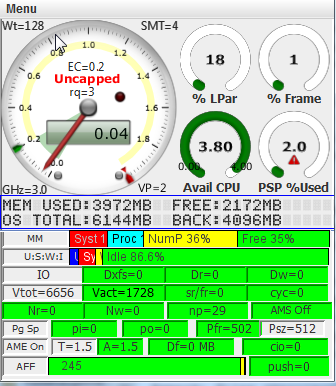 Menu
Wt=128 SMT=4
0.2 0.4 0.6 0.8 1.0 1.2 1.4 1.6 1.8
EC=0.2
Uncapped
rq=3
0.04
GHz=3.0 VP=2
18 1
% LPar % Frame
3.80 2.0
0.00 4.00
Avail CPU PSP %Used
MEM USED:3972MB FREE:2172MB
OS TOTAL:6144MB BACK:4096MB
MM Syst 1 Proc 1 NumP 36% Free 35%
U:S:W:I U Sy Idle 86.6%
IO Dxfs=0 Dr=0 Dw=0
Vtot=6656 Vact=1728 sr/fr=0 cyc=0
Nr=0 Nw=0 np=29 AMS Off
Pg Sp pi=0 po=0 Pfr=502 Psz=512
AME On T=1.5 A=1.5 Df=0 MB cio=0
AFF 245 push=0